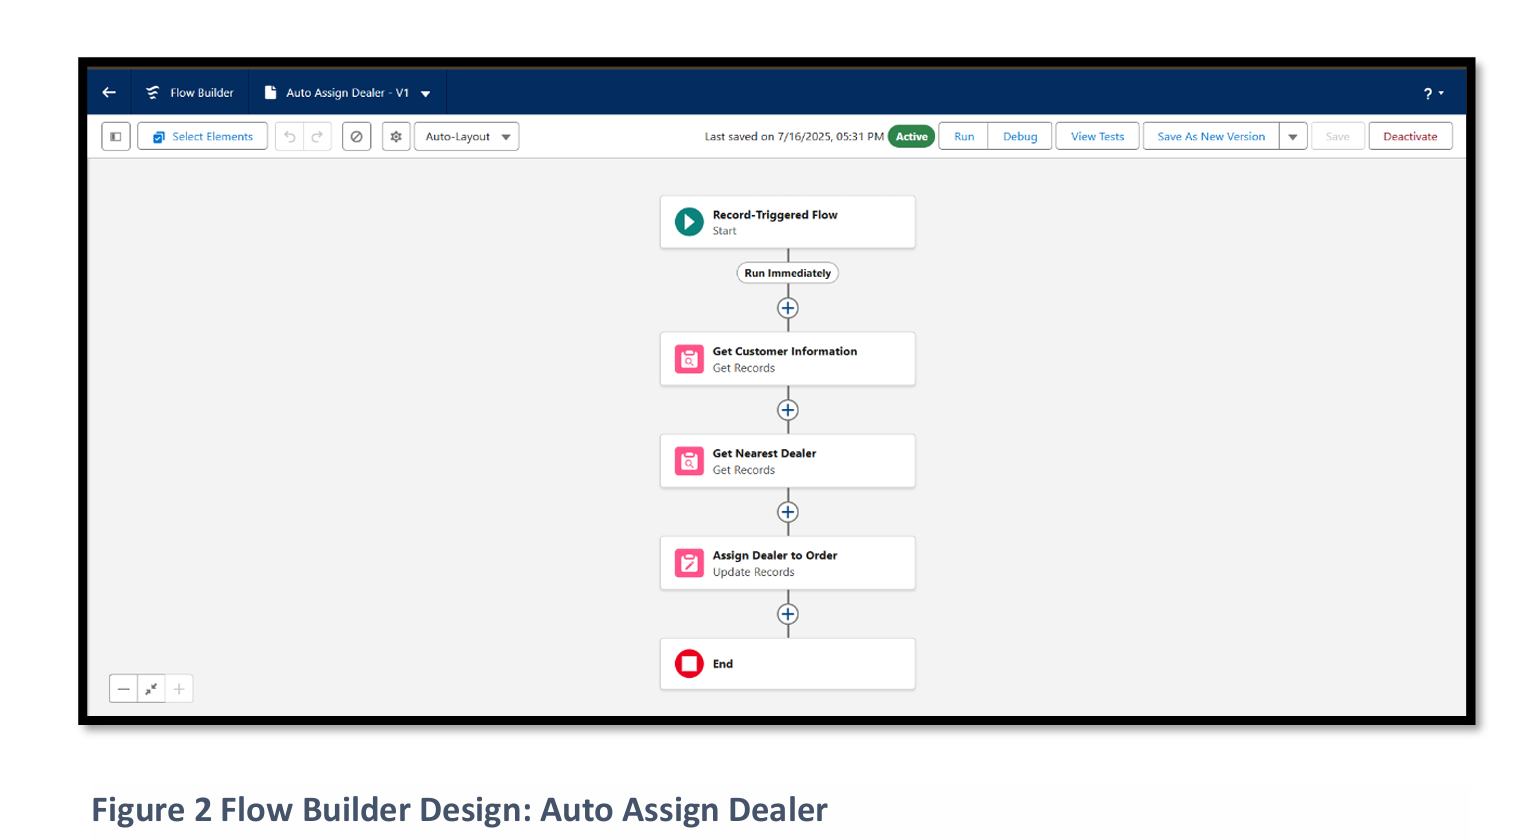 Flow Builder
Auto Assign Dealer - V1
? 
Select Elements
Auto-Layout
Last saved on 7/16/2025, 05:31 PM
Active
Run
Debug
View Tests
Save As New Version
Save
Deactivate
Record-Triggered Flow
Start
Run Immediately
Get Customer Information
Get Records
Get Nearest Dealer
Get Records
Assign Dealer to Order
Update Records
End
Figure 2 Flow Builder Design: Auto Assign Dealer